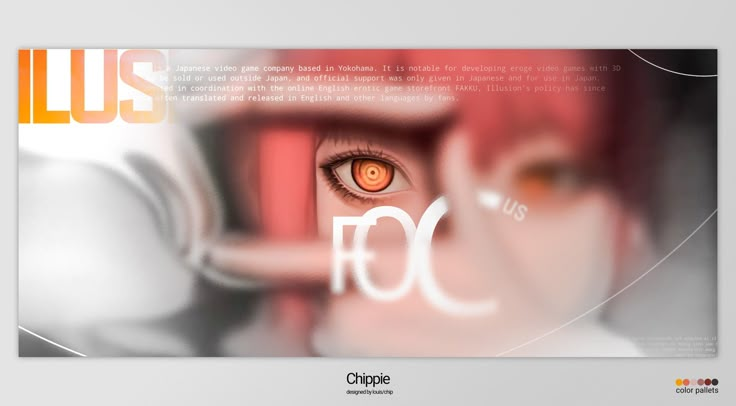 ILUS
is a Japanese video game company based in Yokohama. It is notable for developing eroge video games with 3D
be sold or used outside Japan, and official support was only given in Japanese and for use in Japan.
in coordination with the online English erotic game storefront FAKKU, Illusion's policy has since
often translated and released in English and other languages by fans.
FOC
US
Chippie
designed by louis/chip
color pallets